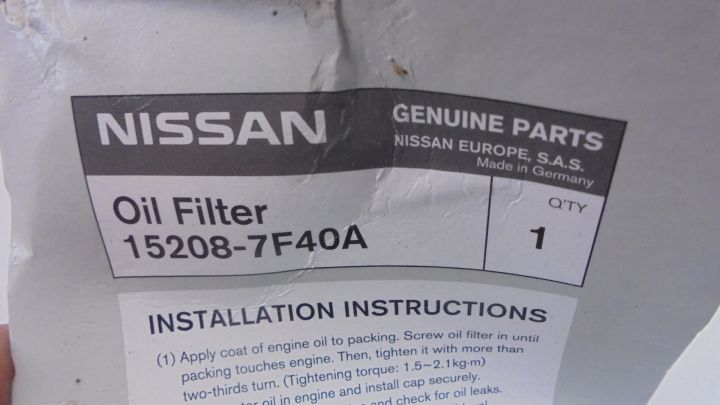 NISSAN
GENUINE PARTS
NISSAN EUROPE, S.A.S.
Made in Germany
Oil Filter
15208-7F40A
Q'TY
1
INSTALLATION INSTRUCTIONS
(1) Apply coat of engine oil to packing. Screw oil filter in until
packing touches engine. Then, tighten it with more than
two-thirds turn. (Tightening torque: 1.5~2.1kg-m)
oil in engine and install cap securely.
and check for oil leaks.